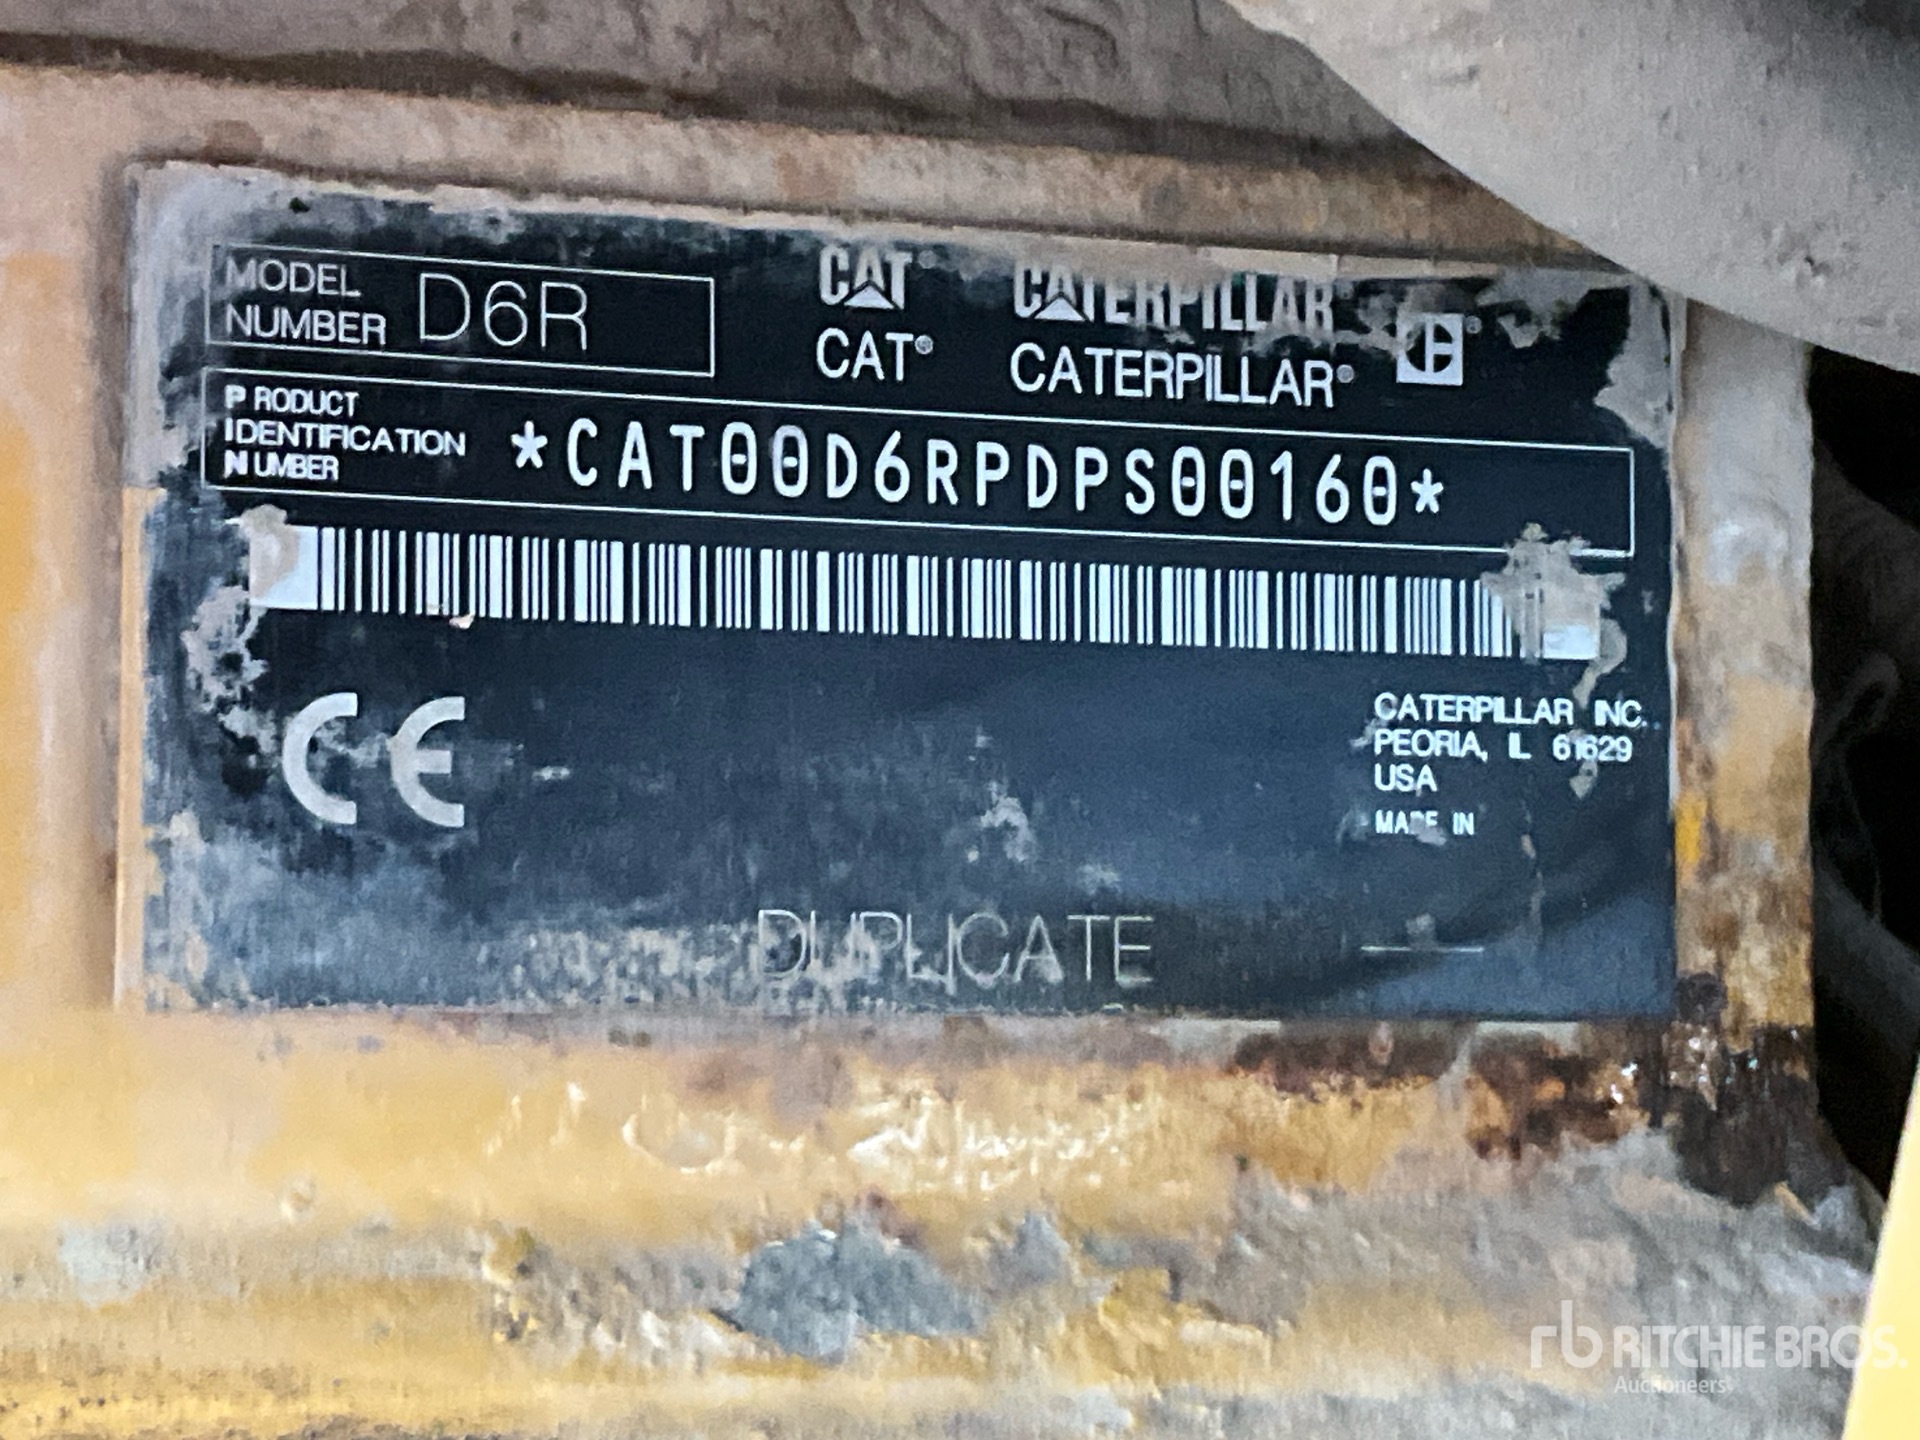 MODEL NUMBER D6R
CAT® CATERPILLAR®
CAT® CATERPILLAR®
PRODUCT IDENTIFICATION NUMBER *CAT00D6RPDPS00160*
CE
CATERPILLAR INC.
PEORIA, IL 61629
USA
MADE IN
DUPLICATE
rb RITCHIE BROS.
Auctioneers